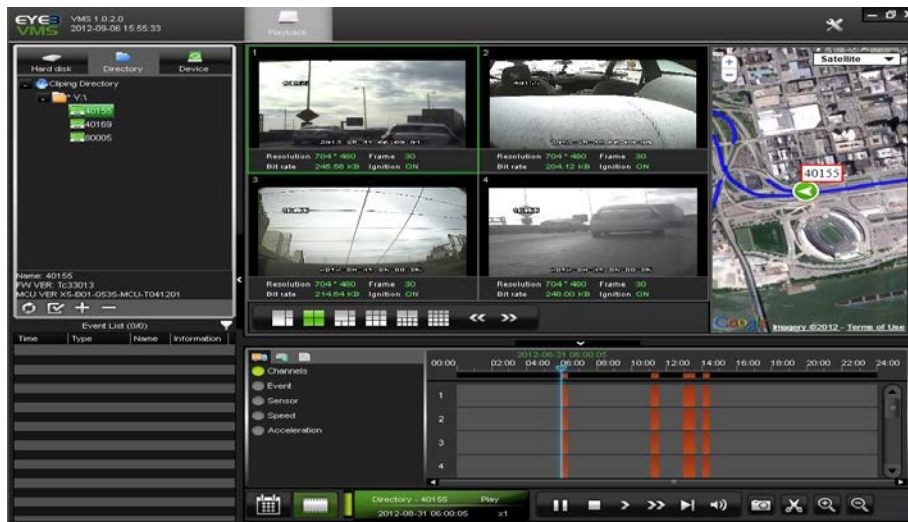 EYE3 VMS
VMS 1.0.2.0
2012-09-06 15:55:33
Playback
Hard disk Directory Device
Cliping Directory
* Y:\
40155
40169
80005
Name: 40155
FW VER: Tc33013
MCU VER X5-B01-0535-MCU-T041201
Event List (0/0)
Time Type Name Information
1
Resolution 704 * 480 Frame 30
Bit rate 246.66 KB Ignition ON
2
Resolution 704 * 480 Frame 30
Bit rate 204.12 KB Ignition ON
3
Resolution 704 * 480 Frame 30
Bit rate 214.64 KB Ignition ON
4
Resolution 704 * 480 Frame 30
Bit rate 246.00 KB Ignition ON
Satellite
40155
Google Imagery ©2012 - Terms of Use
Channels
Event
Sensor
Speed
Acceleration
2012-08-31 06:00:05
00:00 02:00 04:00 06:00 08:00 10:00 12:00 14:00 16:00 18:00 20:00 22:00 24:00
1
2
3
4
Directory - 40155 Play
2012-08-31 06:00:05 x1